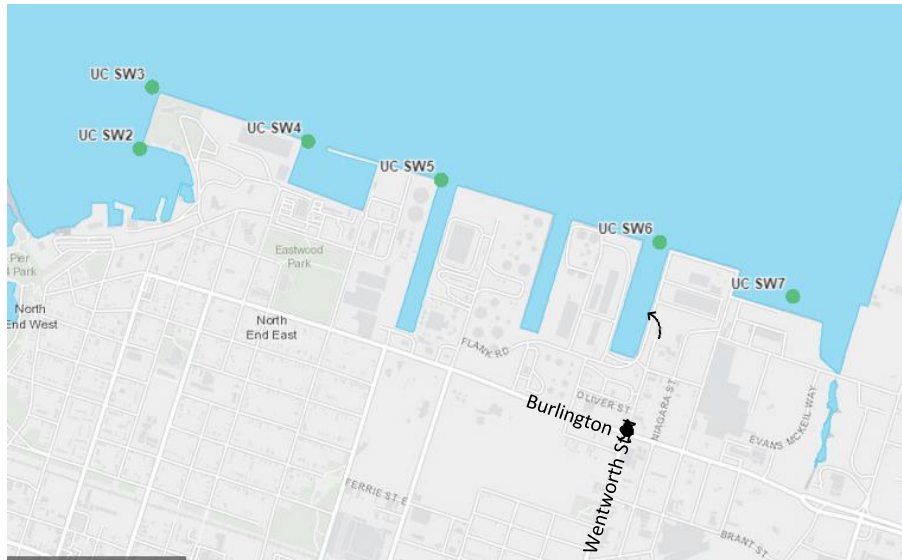 UC SW3
UC SW2
UC SW4
UC SW5
UC SW6
UC SW7
Pier
4 Park
Eastwood
Park
North
End West
North
End East
FLANK RD
OLIVER ST
Burlington
NIAGARA ST
EVANS MCKEIL WAY
Wentworth St
FERRIE ST E
BRANT ST